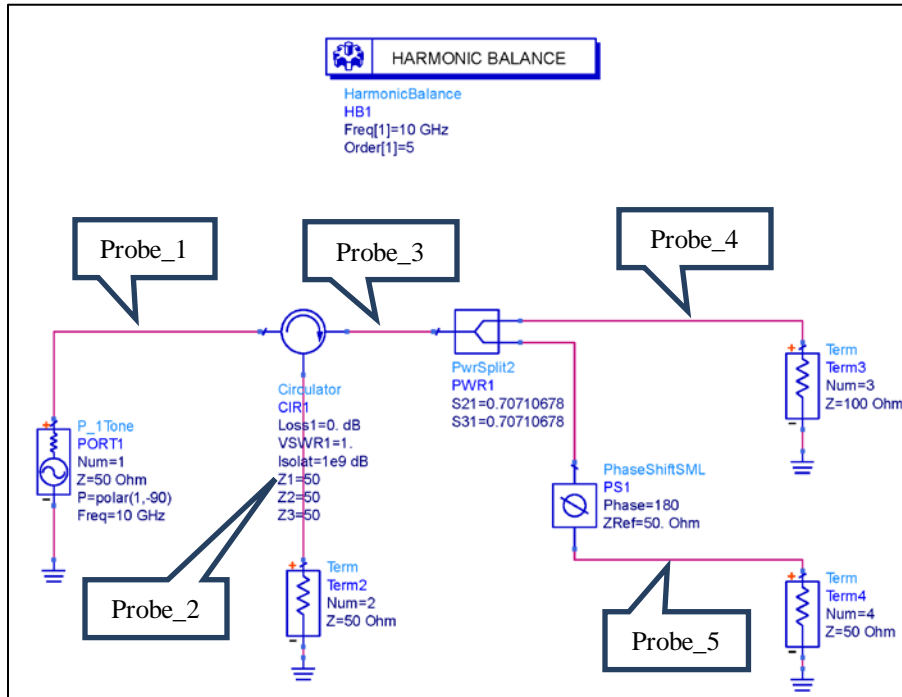 HARMONIC BALANCE
HarmonicBalance
HB1
Freq[1]=10 GHz
Order[1]=5
Probe_1
Probe_3
Probe_4
P_1Tone
PORT1
Num=1
Z=50 Ohm
P=polar(1,-90)
Freq=10 GHz
Circulator
CIR1
Loss1=0. dB
VSWR1=1.
Isolat=1e9 dB
Z1=50
Z2=50
Z3=50
PwrSplit2
PWR1
S21=0.70710678
S31=0.70710678
+
Term
Term3
Num=3
Z=100 Ohm
PhaseShiftSML
PS1
Phase=180
ZRef=50. Ohm
Probe_2
+
Term
Term2
Num=2
Z=50 Ohm
Probe_5
+
Term
Term4
Num=4
Z=50 Ohm